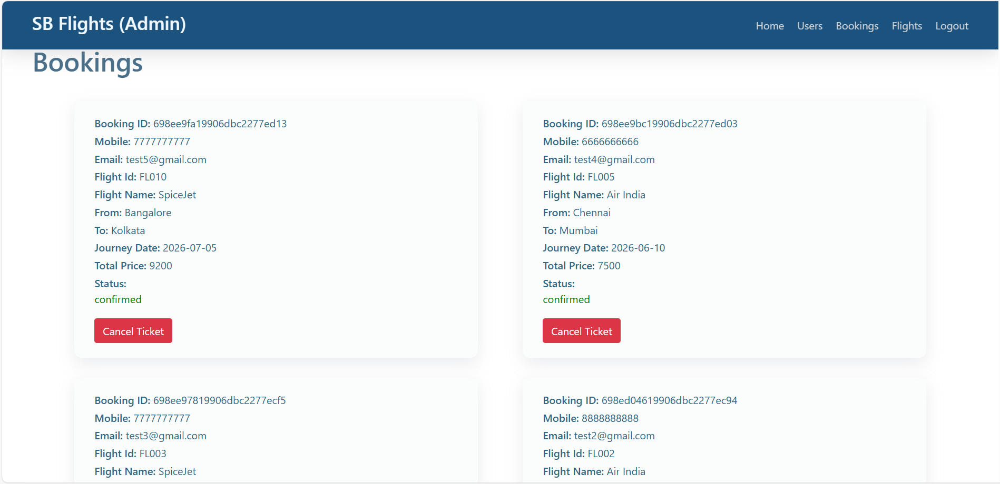 SB Flights (Admin)
Home Users Bookings Flights Logout
Bookings
Booking ID: 698ee9fa19906dbc2277ed13
Mobile: 7777777777
Email: test5@gmail.com
Flight Id: FL010
Flight Name: SpiceJet
From: Bangalore
To: Kolkata
Journey Date: 2026-07-05
Total Price: 9200
Status:
confirmed
Cancel Ticket
Booking ID: 698ee9bc19906dbc2277ed03
Mobile: 6666666666
Email: test4@gmail.com
Flight Id: FL005
Flight Name: Air India
From: Chennai
To: Mumbai
Journey Date: 2026-06-10
Total Price: 7500
Status:
confirmed
Cancel Ticket
Booking ID: 698ee97819906dbc2277ecf5
Mobile: 7777777777
Email: test3@gmail.com
Flight Id: FL003
Flight Name: SpiceJet
Booking ID: 698ed04619906dbc2277ec94
Mobile: 8888888888
Email: test2@gmail.com
Flight Id: FL002
Flight Name: Air India